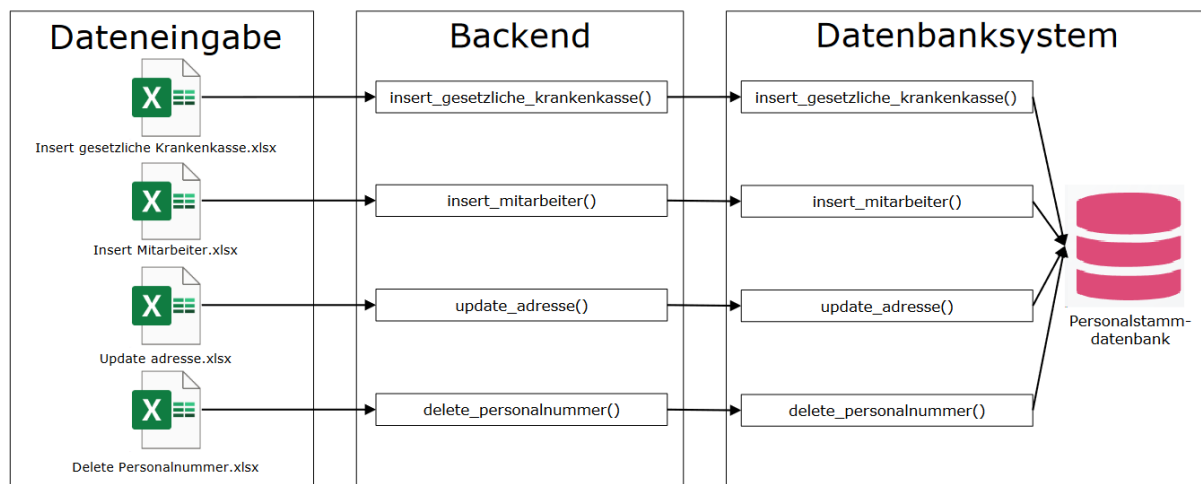 Dateneingabe
Backend
Datenbanksystem
X
Insert gesetzliche Krankenkasse.xlsx
insert_gesetzliche_krankenkasse()
insert_gesetzliche_krankenkasse()
X
Insert Mitarbeiter.xlsx
insert_mitarbeiter()
insert_mitarbeiter()
X
Update adresse.xlsx
update_adresse()
update_adresse()
X
Delete Personalnummer.xlsx
delete_personalnummer()
delete_personalnummer()
Personalstamm-
datenbank